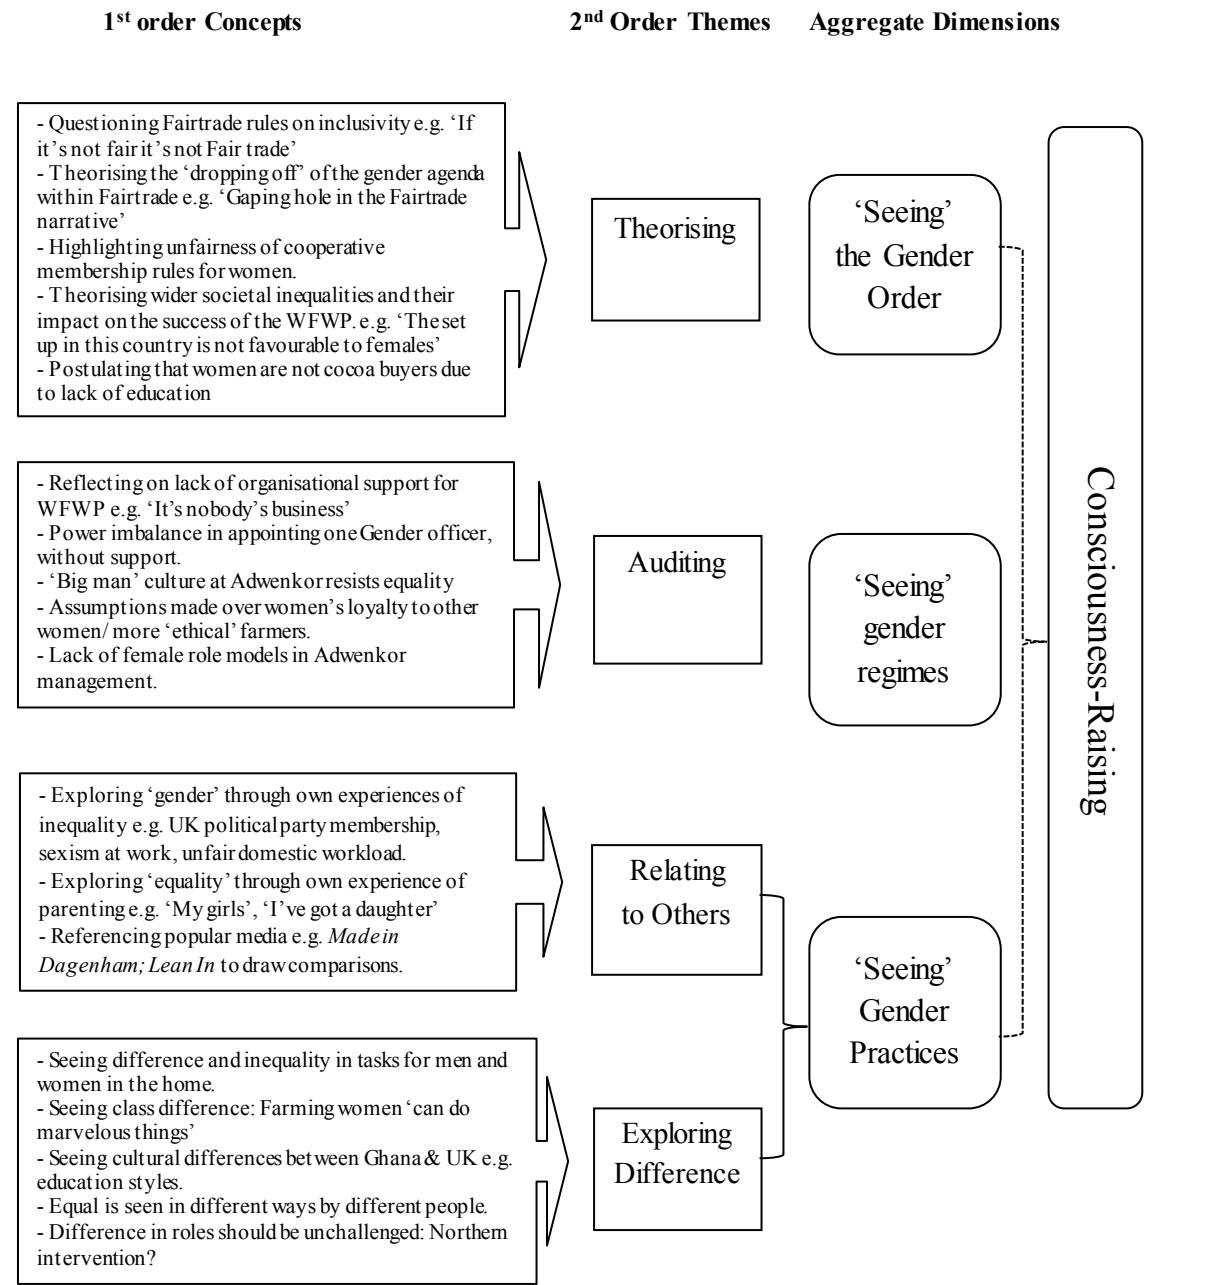 1st order Concepts
2nd Order Themes
Aggregate Dimensions
- Questioning Fairtrade rules on inclusivity e.g. ‘If
it’s not fair it’s not Fair trade’
- Theorising the ‘dropping off’ of the gender agenda
within Fairtrade e.g. ‘Gaping hole in the Fairtrade
narrative’
- Highlighting unfairness of cooperative
membership rules for women.
- Theorising wider societal inequalities and their
impact on the success of the WFWP. e.g. ‘The set
up in this country is not favourable to females’
- Postulating that women are not cocoa buyers due
to lack of education
Theorising
‘Seeing’
the Gender
Order
- Reflecting on lack of organisational support for
WFWP e.g. ‘It’s nobody’s business’
- Power imbalance in appointing one Gender officer,
without support.
- ‘Big man’ culture at Adwenkor resists equality
- Assumptions made over women’s loyalty to other
women/ more ‘ethical’ farmers.
- Lack of female role models in Adwenkor
management.
Auditing
‘Seeing’
gender
regimes
- Exploring ‘gender’ through own experiences of
inequality e.g. UK political party membership,
sexism at work, unfair domestic workload.
- Exploring ‘equality’ through own experience of
parenting e.g. ‘My girls’, ‘I’ve got a daughter’
- Referencing popular media e.g. Made in
Dagenham; Lean In to draw comparisons.
Relating
to Others
‘Seeing’
Gender
Practices
- Seeing difference and inequality in tasks for men and
women in the home.
- Seeing class difference: Farming women ‘can do
marvelous things’
- Seeing cultural differences between Ghana & UK e.g.
education styles.
- Equal is seen in different ways by different people.
- Difference in roles should be unchallenged: Northern
intervention?
Exploring
Difference
Consciousness-Raising